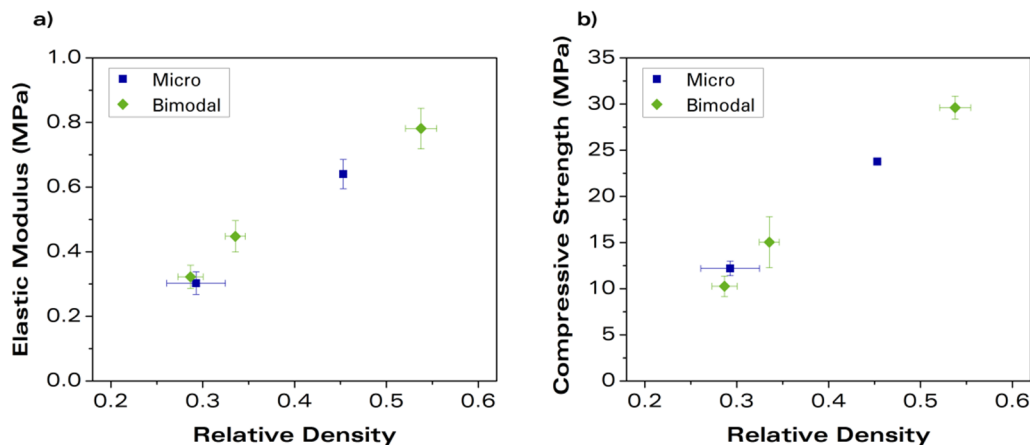 a)
Elastic Modulus (MPa)
1.0
0.8
0.6
0.4
0.2
0.0
Micro
Bimodal
0.2 0.3 0.4 0.5 0.6
Relative Density
b)
Compressive Strength (MPa)
35
30
25
20
15
10
5
0
Micro
Bimodal
0.2 0.3 0.4 0.5 0.6
Relative Density